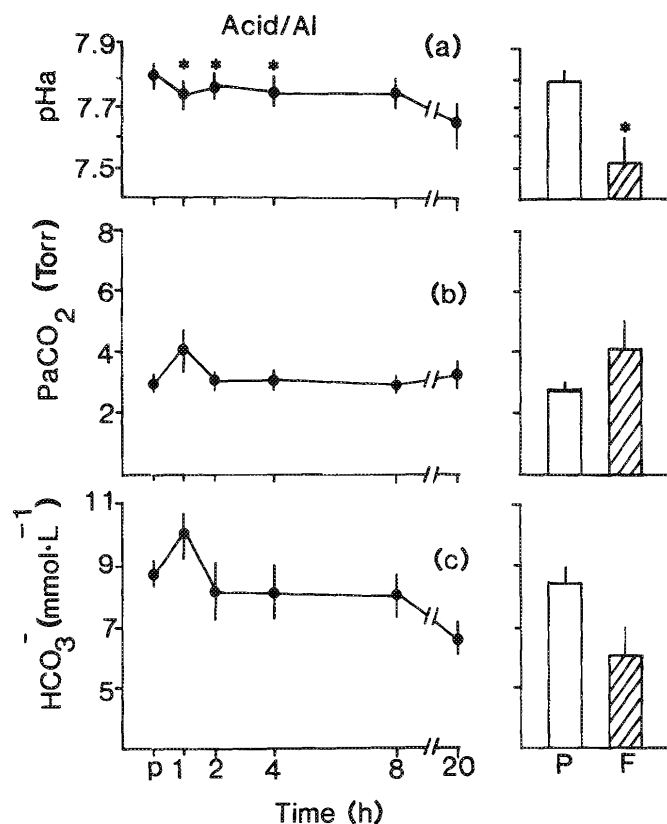 Acid/Al
pHa
7.9
7.7
7.5
* * *
(a)
*
PaCO2 (Torr)
8
6
4
2
(b)
HCO3- (mmol·L-1)
11
9
7
5
(c)
p 1 2 4 8 20
Time (h)
P F